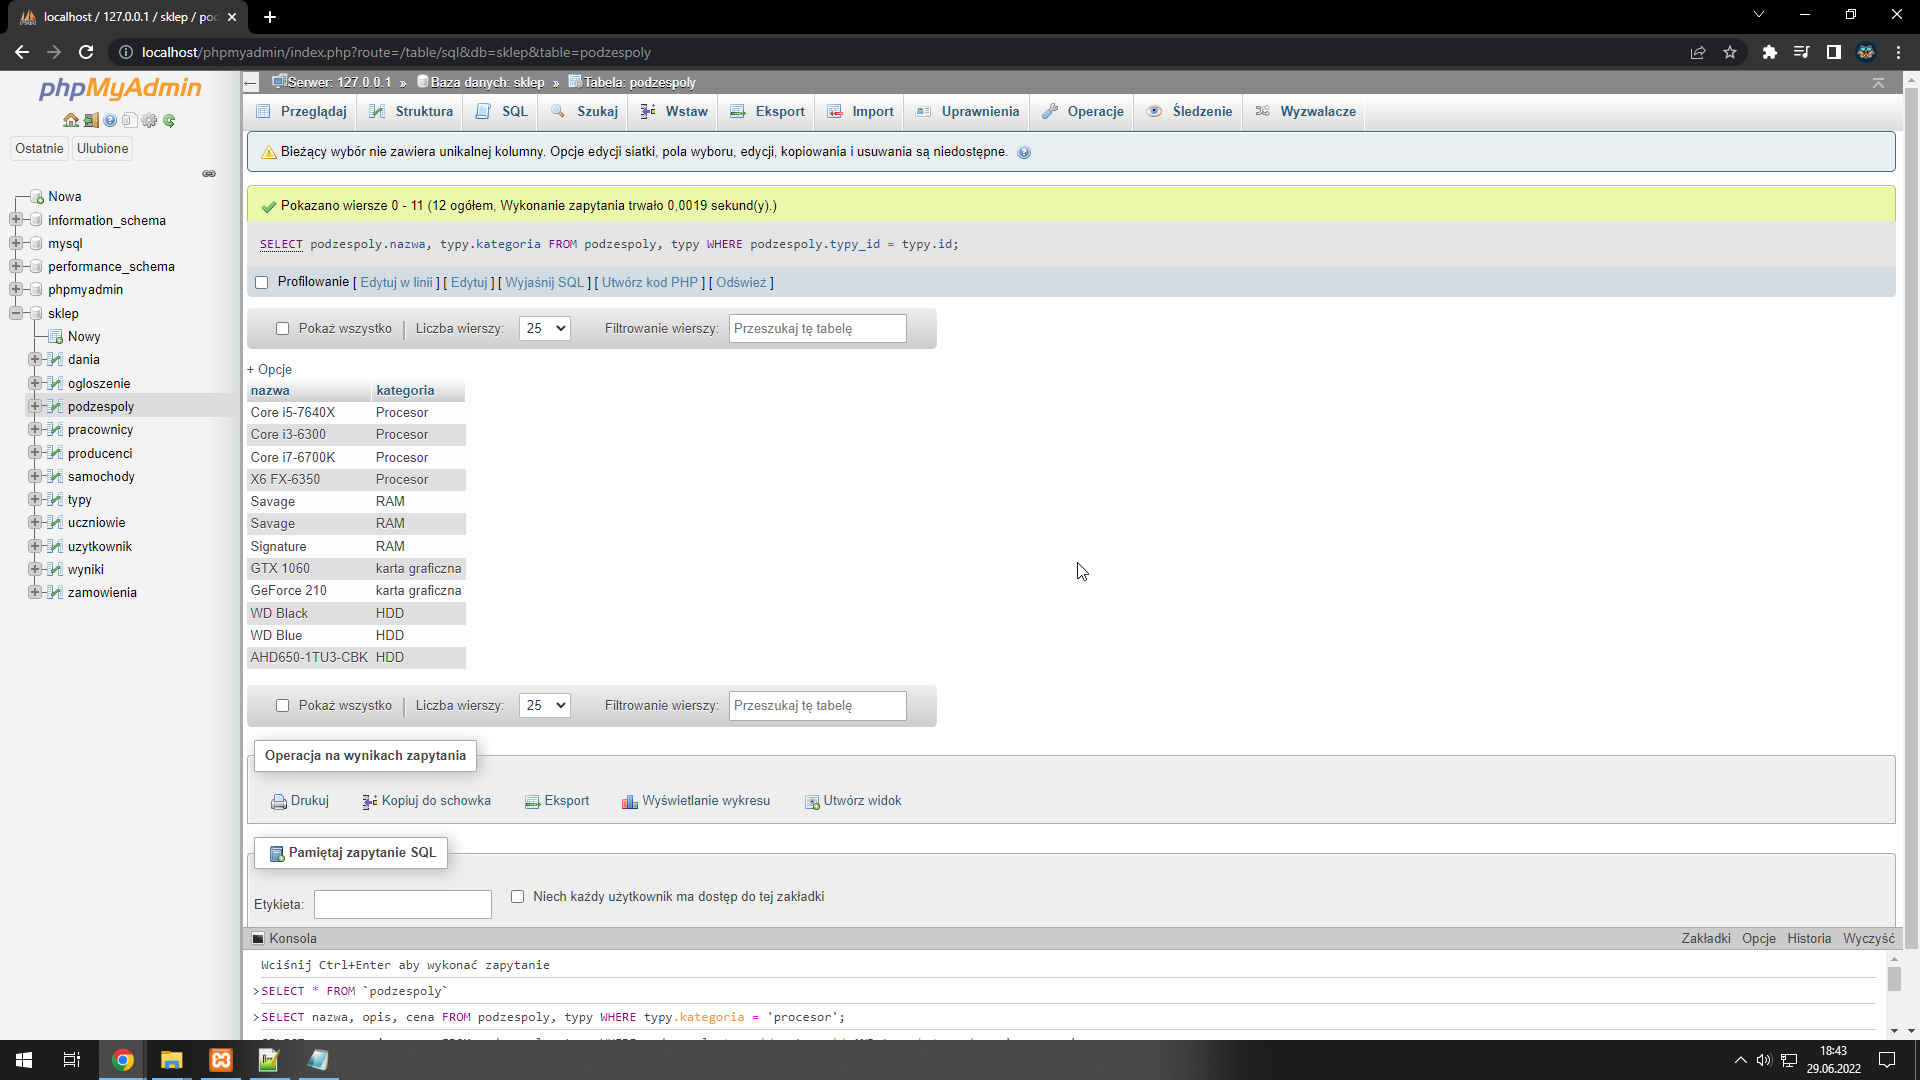 localhost / 127.0.0.1 / sklep / pod
localhost/phpmyadmin/index.php?route=/table/sql&db=sklep&table=podzespoly
phpMyAdmin
Ostatnie
Ulubione
Nowa
information_schema
mysql
performance_schema
phpmyadmin
sklep
Nowy
dania
ogloszenie
podzespoly
pracownicy
producenci
samochody
typy
uczniowie
uzytkownik
wyniki
zamowienia
Serwer: 127.0.0.1 » Baza danych: sklep » Tabela: podzespoly
Przeglądaj Struktura SQL Szukaj Wstaw Eksport Import Uprawnienia Operacje Śledzenie Wyzwalacze
Bieżący wybór nie zawiera unikalnej kolumny. Opcje edycji siatki, pola wyboru, edycji, kopiowania i usuwania są niedostępne.
Pokazano wiersze 0 - 11 (12 ogółem, Wykonanie zapytania trwało 0,0019 sekund(y).)
SELECT podzespoly.nazwa, typy.kategoria FROM podzespoly, typy WHERE podzespoly.typy_id = typy.id;
Profilowanie [ Edytuj w linii ] [ Edytuj ] [ Wyjaśnij SQL ] [ Utwórz kod PHP ] [ Odśwież ]
Pokaż wszystko | Liczba wierszy: 25 Filtrowanie wierszy: Przeszukaj tę tabelę
+ Opcje
nazwa kategoria
Core i5-7640X Procesor
Core i3-6300 Procesor
Core i7-6700K Procesor
X6 FX-6350 Procesor
Savage RAM
Savage RAM
Signature RAM
GTX 1060 karta graficzna
GeForce 210 karta graficzna
WD Black HDD
WD Blue HDD
AHD650-1TU3-CBK HDD
Pokaż wszystko | Liczba wierszy: 25 Filtrowanie wierszy: Przeszukaj tę tabelę
Operacja na wynikach zapytania
Drukuj Kopiuj do schowka Eksport Wyświetlanie wykresu Utwórz widok
Pamiętaj zapytanie SQL
Etykieta: Niech każdy użytkownik ma dostęp do tej zakładki
Konsola Zakładki Opcje Historia Wyczyść
Wciśnij Ctrl+Enter aby wykonać zapytanie
>SELECT * FROM `podzespoly`
>SELECT nazwa, opis, cena FROM podzespoly, typy WHERE typy.kategoria = 'procesor';
18:43
29.06.2022